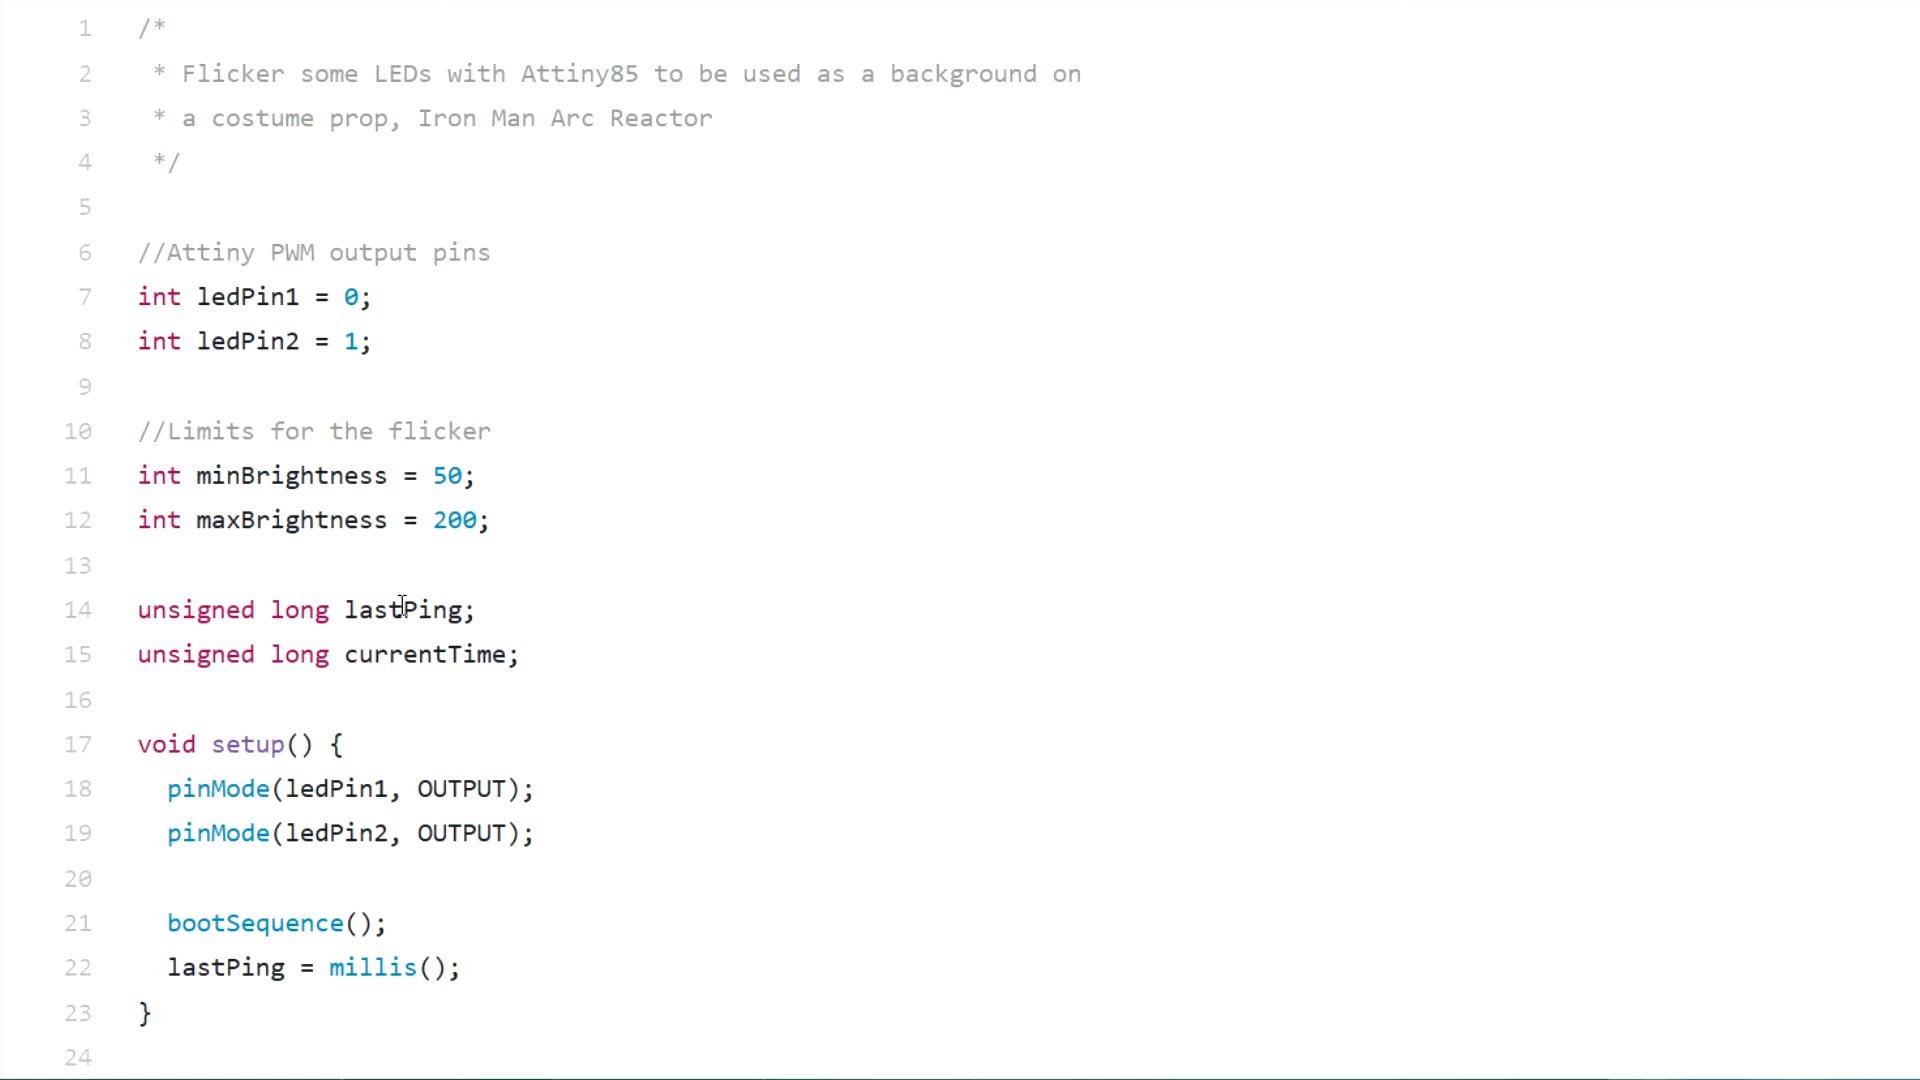 1 /*
2 * Flicker some LEDs with Attiny85 to be used as a background on
3 * a costume prop, Iron Man Arc Reactor
4 */
5
6 //Attiny PWM output pins
7 int ledPin1 = 0;
8 int ledPin2 = 1;
9
10 //Limits for the flicker
11 int minBrightness = 50;
12 int maxBrightness = 200;
13
14 unsigned long lastPing;
15 unsigned long currentTime;
16
17 void setup() {
18 pinMode(ledPin1, OUTPUT);
19 pinMode(ledPin2, OUTPUT);
20
21 bootSequence();
22 lastPing = millis();
23 }
24